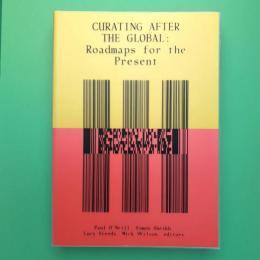 CURATING AFTER
THE GLOBAL:
Roadmaps for the
Present
Paul O'Neill Simon Sheikh
Lucy Steeds Mick Wilson editors